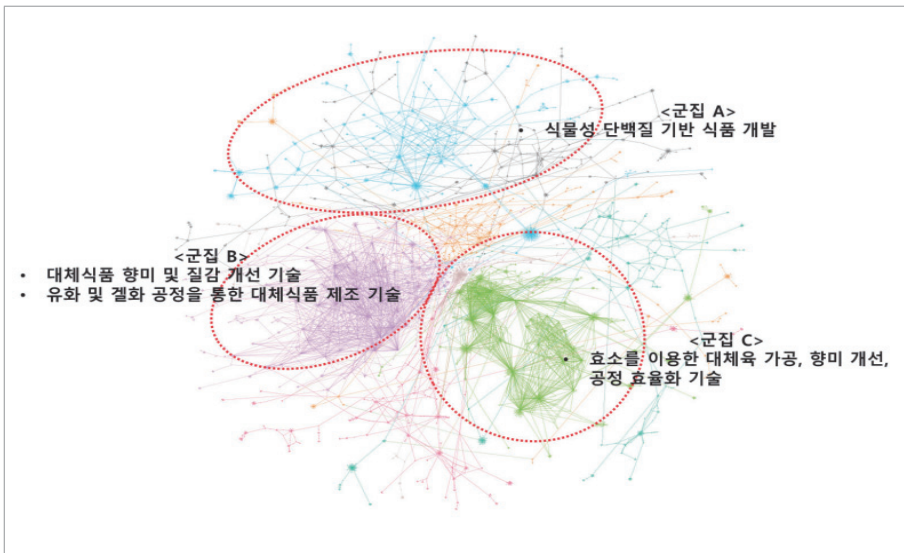 <군집 A>
• 식물성 단백질 기반 식품 개발
<군집 B>
• 대체식품 향미 및 질감 개선 기술
• 유화 및 겔화 공정을 통한 대체식품 제조 기술
<군집 C>
• 효소를 이용한 대체육 가공, 향미 개선,
공정 효율화 기술